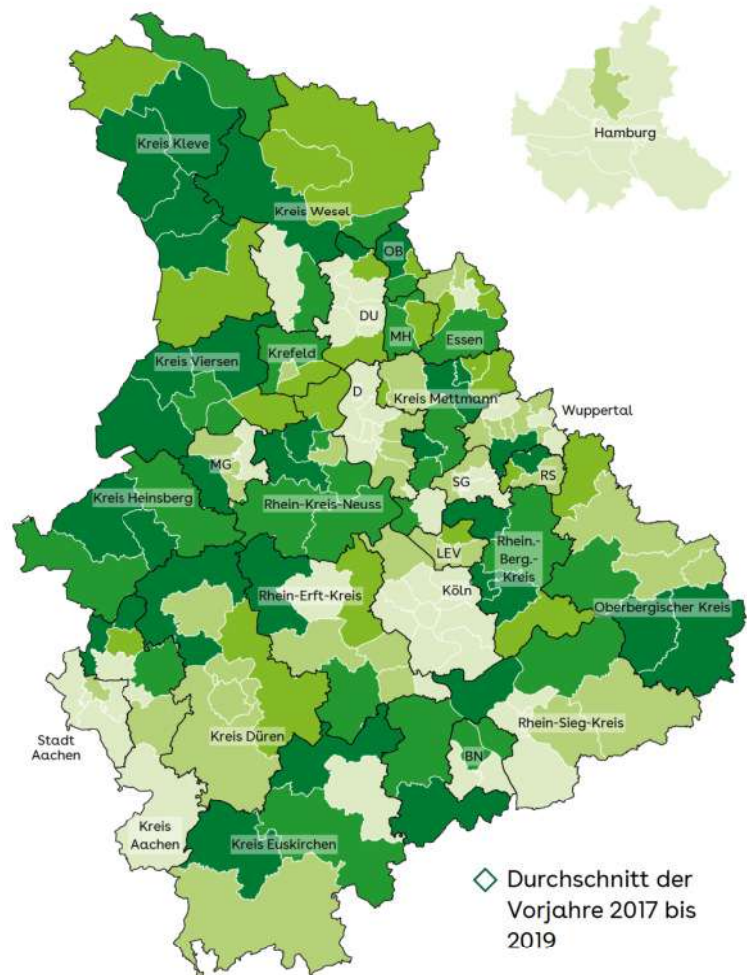 Hamburg
Kreis Kleve
Kreis Wesel
OB
DU
MH
Essen
Kreis Viersen
Krefeld
D
Kreis Mettmann
Wuppertal
MG
SG
RS
Kreis Heinsberg
Rhein-Kreis-Neuss
Rhein.-
Berg.-
Kreis
LEV
Rhein-Erft-Kreis
Köln
Oberbergischer Kreis
Stadt
Aachen
Kreis Düren
Rhein-Sieg-Kreis
BN
Kreis
Aachen
Kreis Euskirchen
Durchschnitt der
Vorjahre 2017 bis
2019